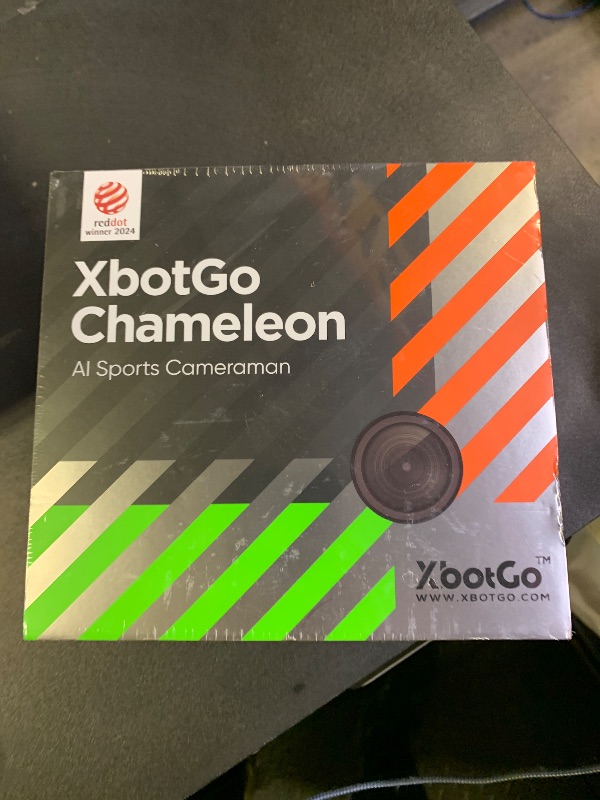 reddot
winner 2024
XbotGo
Chameleon
AI Sports Cameraman
XbotGo™
WWW.XBOTGO.COM